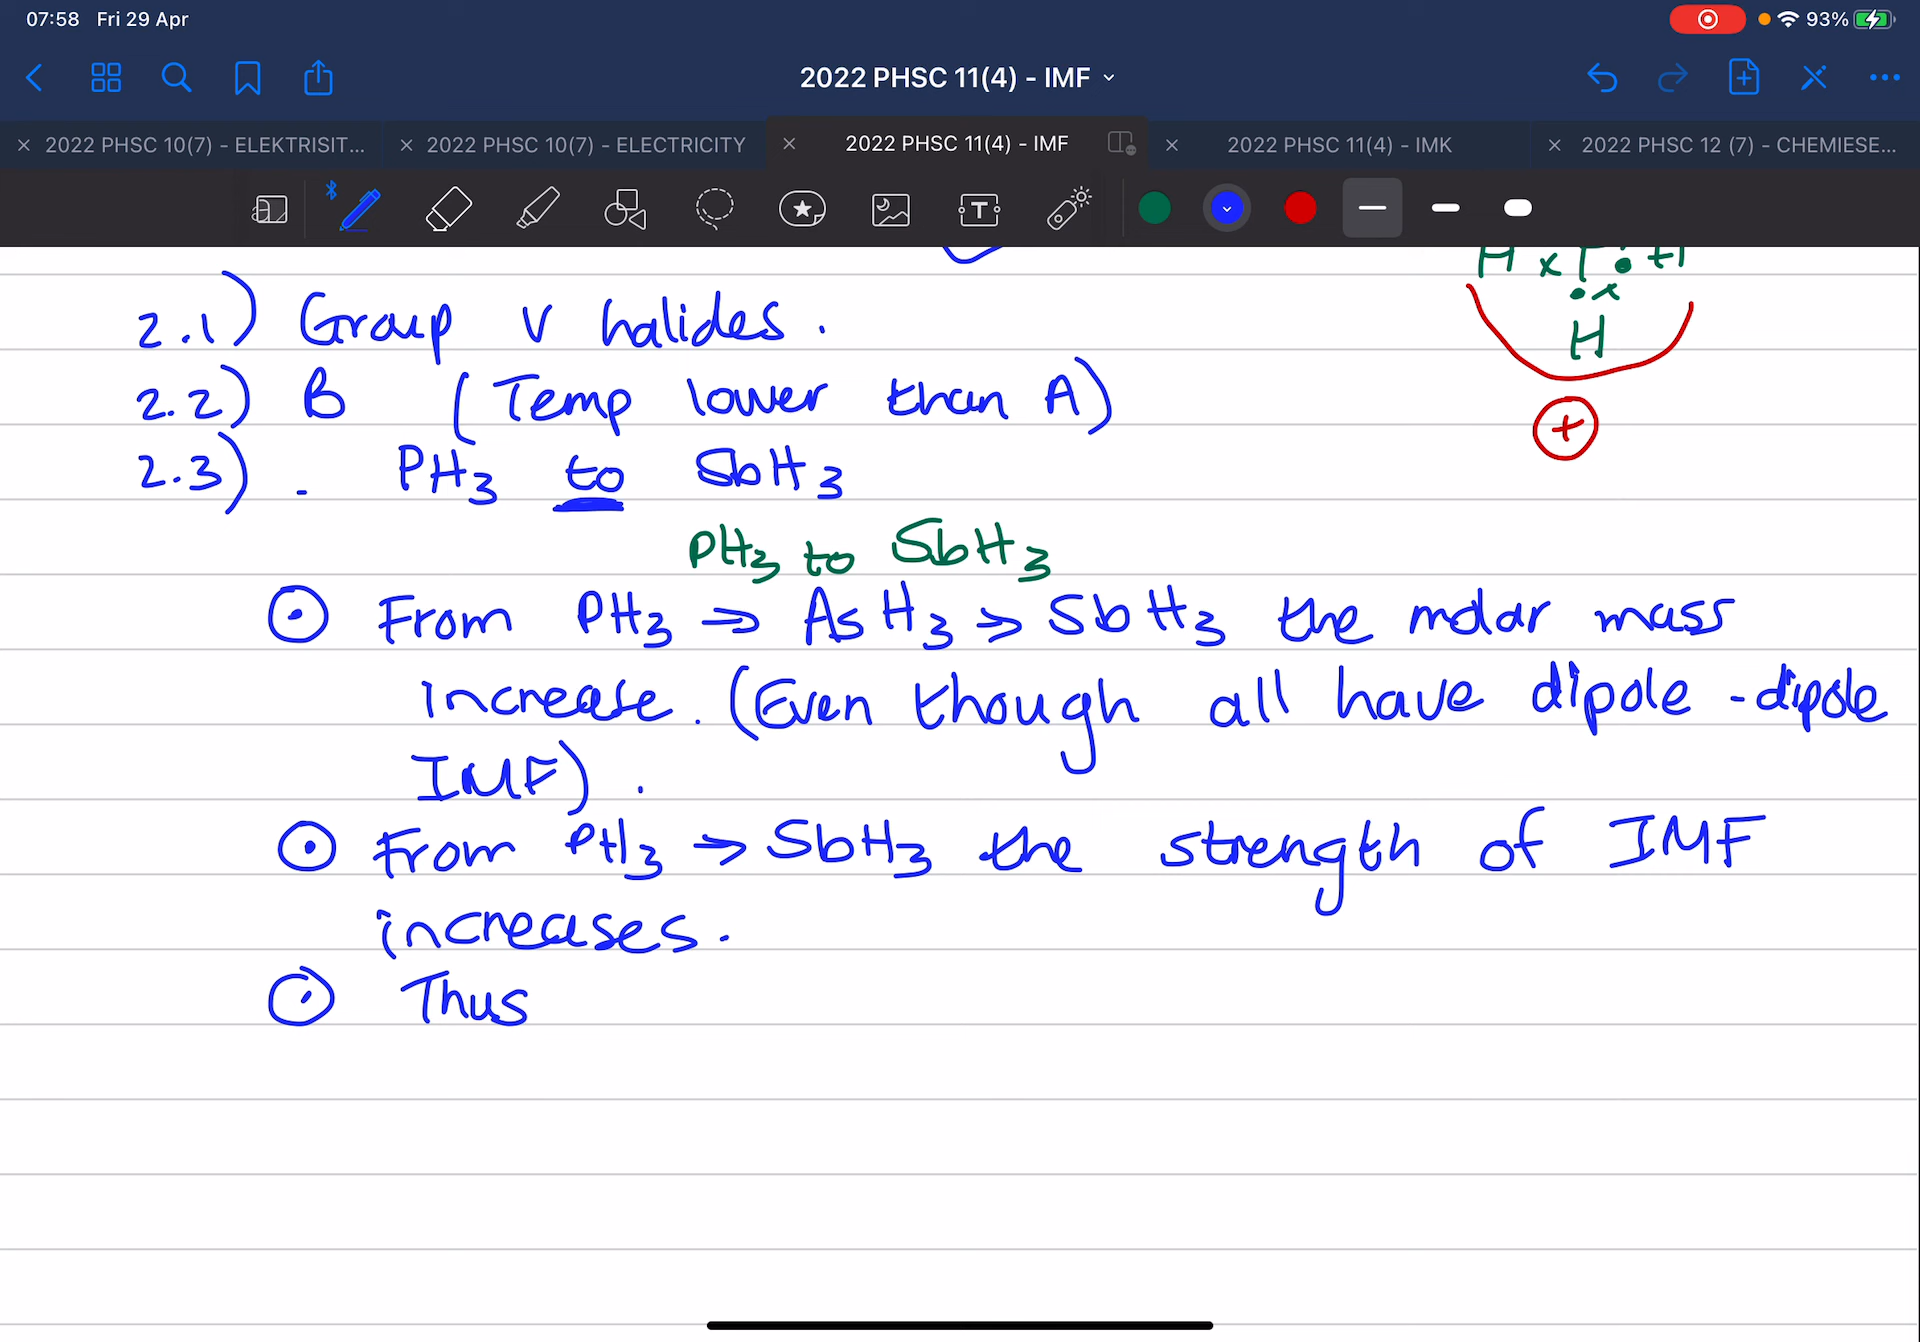 07:58 Fri 29 Apr
93%
2022 PHSC 11(4) - IMF
2022 PHSC 10(7) - ELEKTRISIT...
2022 PHSC 10(7) - ELECTRICITY
2022 PHSC 11(4) - IMF
2022 PHSC 11(4) - IMK
2022 PHSC 12 (7) - CHEMIESE...
T
H x • H
• x
H
+
2.1) Group V halides.
2.2) B (Temp lower than A)
2.3). PH3 to SbH3
PH3 to SbH3
⊙ From PH3 ⇒ AsH3 → SbH3 the molar mass
increase. (Even though all have dipole-dipole
IMF).
⊙ From PH3 → SbH3 the strength of IMF
increases.
⊙ Thus